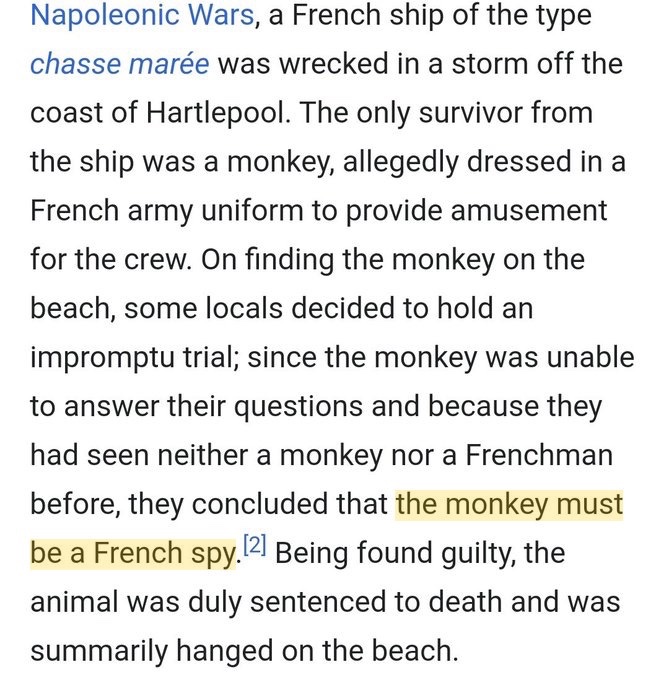 Napoleonic Wars, a French ship of the type
chasse marée was wrecked in a storm off the
coast of Hartlepool. The only survivor from
the ship was a monkey, allegedly dressed in a
French army uniform to provide amusement
for the crew. On finding the monkey on the
beach, some locals decided to hold an
impromptu trial; since the monkey was unable
to answer their questions and because they
had seen neither a monkey nor a Frenchman
before, they concluded that the monkey must
be a French spy.[2] Being found guilty, the
animal was duly sentenced to death and was
summarily hanged on the beach.